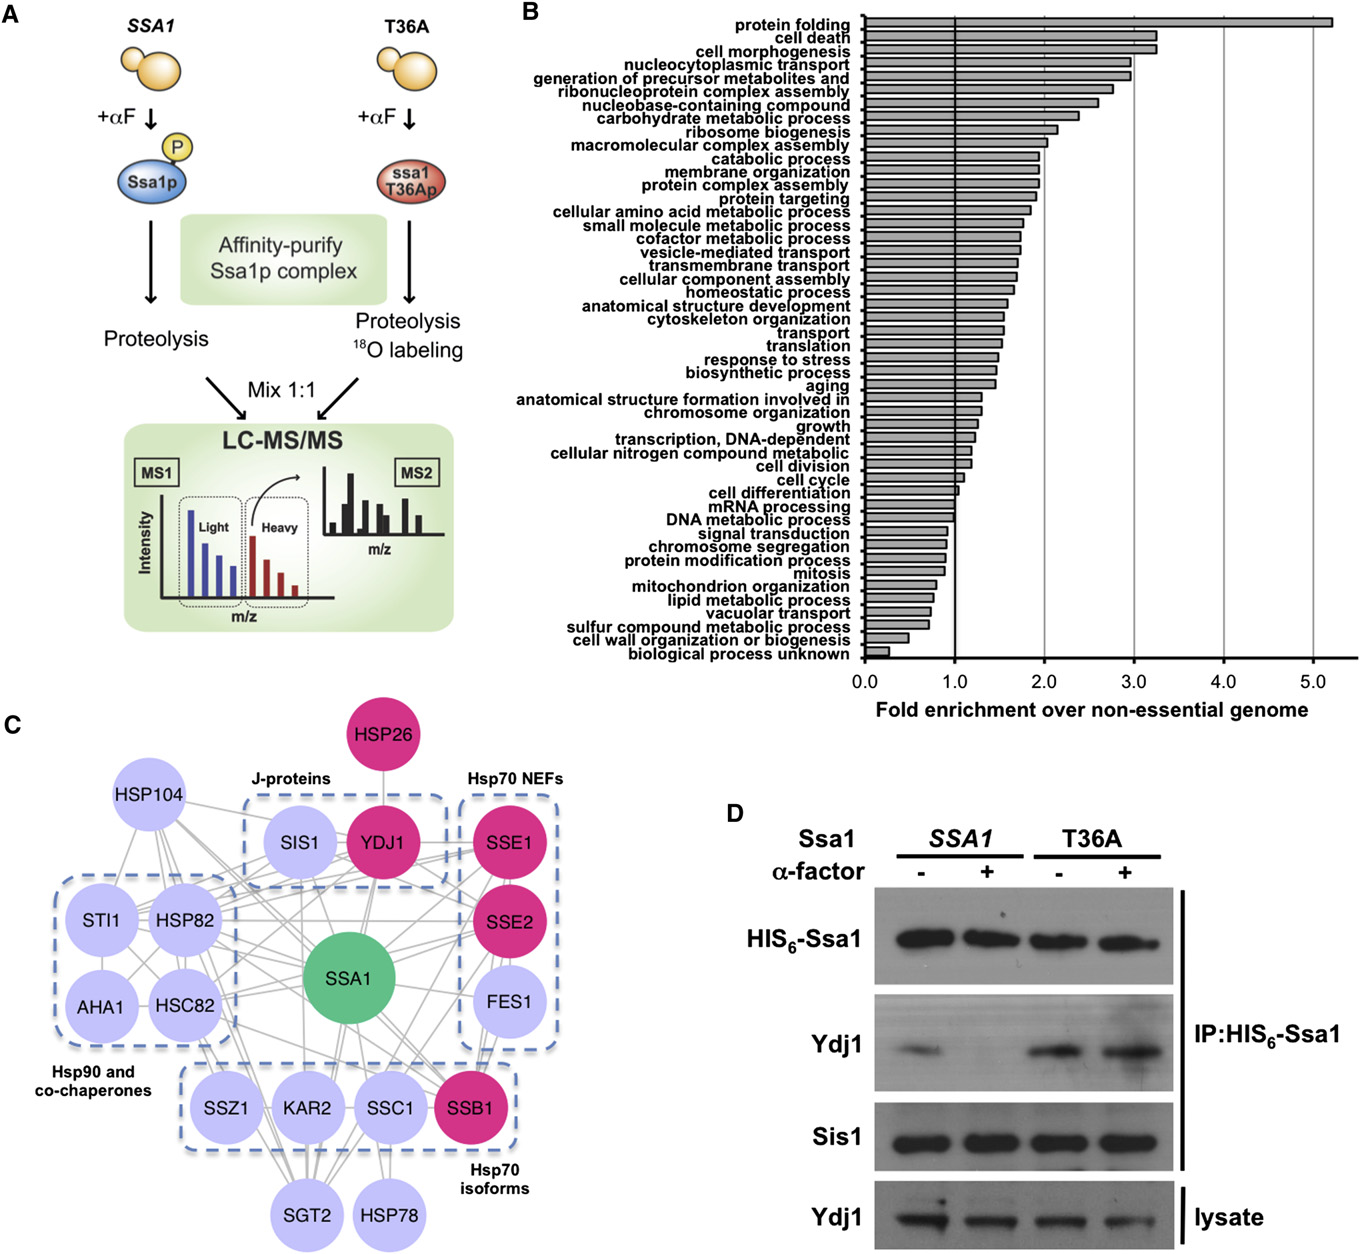 A
SSA1
T36A
+αF
+αF
P
Ssa1p
ssa1
T36Ap
Affinity-purify
Ssa1p complex
Proteolysis
Proteolysis
18O labeling
Mix 1:1
LC-MS/MS
MS1
MS2
Light
Heavy
Intensity
m/z
m/z
B
protein folding
cell death
cell morphogenesis
nucleocytoplasmic transport
generation of precursor metabolites and
ribonucleoprotein complex assembly
nucleobase-containing compound
carbohydrate metabolic process
ribosome biogenesis
macromolecular complex assembly
catabolic process
membrane organization
protein complex assembly
protein targeting
cellular amino acid metabolic process
small molecule metabolic process
cofactor metabolic process
vesicle-mediated transport
transmembrane transport
cellular component assembly
homeostatic process
anatomical structure development
cytoskeleton organization
transport
translation
response to stress
biosynthetic process
aging
anatomical structure formation involved in
chromosome organization
growth
transcription, DNA-dependent
cellular nitrogen compound metabolic
cell division
cell cycle
cell differentiation
mRNA processing
DNA metabolic process
signal transduction
chromosome segregation
protein modification process
mitosis
mitochondrion organization
lipid metabolic process
vacuolar transport
sulfur compound metabolic process
cell wall organization or biogenesis
biological process unknown
0.0 1.0 2.0 3.0 4.0 5.0
Fold enrichment over non-essential genome
C
HSP26
HSP104
J-proteins
Hsp70 NEFs
SIS1
YDJ1
SSE1
STI1
HSP82
SSE2
SSA1
AHA1
HSC82
FES1
Hsp90 and
co-chaperones
SSZ1
KAR2
SSC1
SSB1
Hsp70
isoforms
SGT2
HSP78
D
Ssa1 SSA1 T36A
α-factor - + - +
HIS6-Ssa1
Ydj1
IP:HIS6-Ssa1
Sis1
Ydj1
lysate